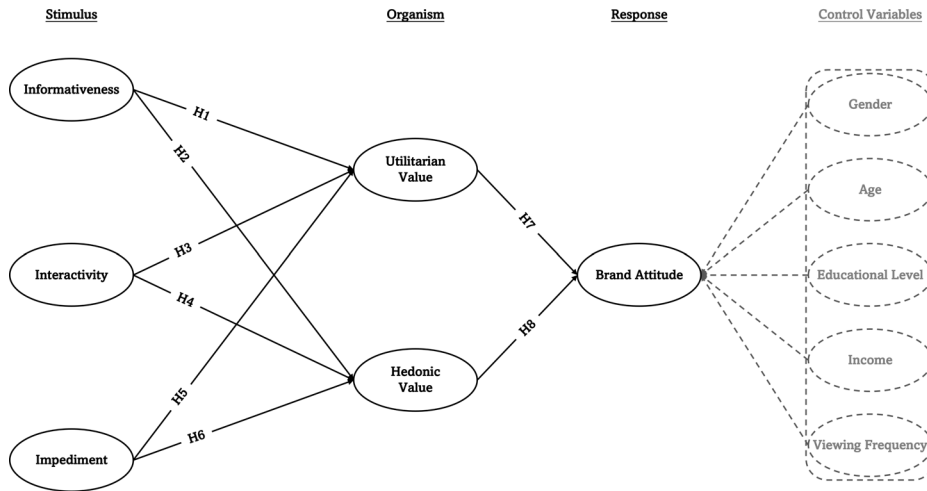 Stimulus
Organism
Response
Control Variables
Informativeness
Gender
H1
H2
Utilitarian
Value
Age
H7
H3
Interactivity
Brand Attitude
Educational Level
H4
H8
Hedonic
Value
Income
H5
H6
Impediment
Viewing Frequency